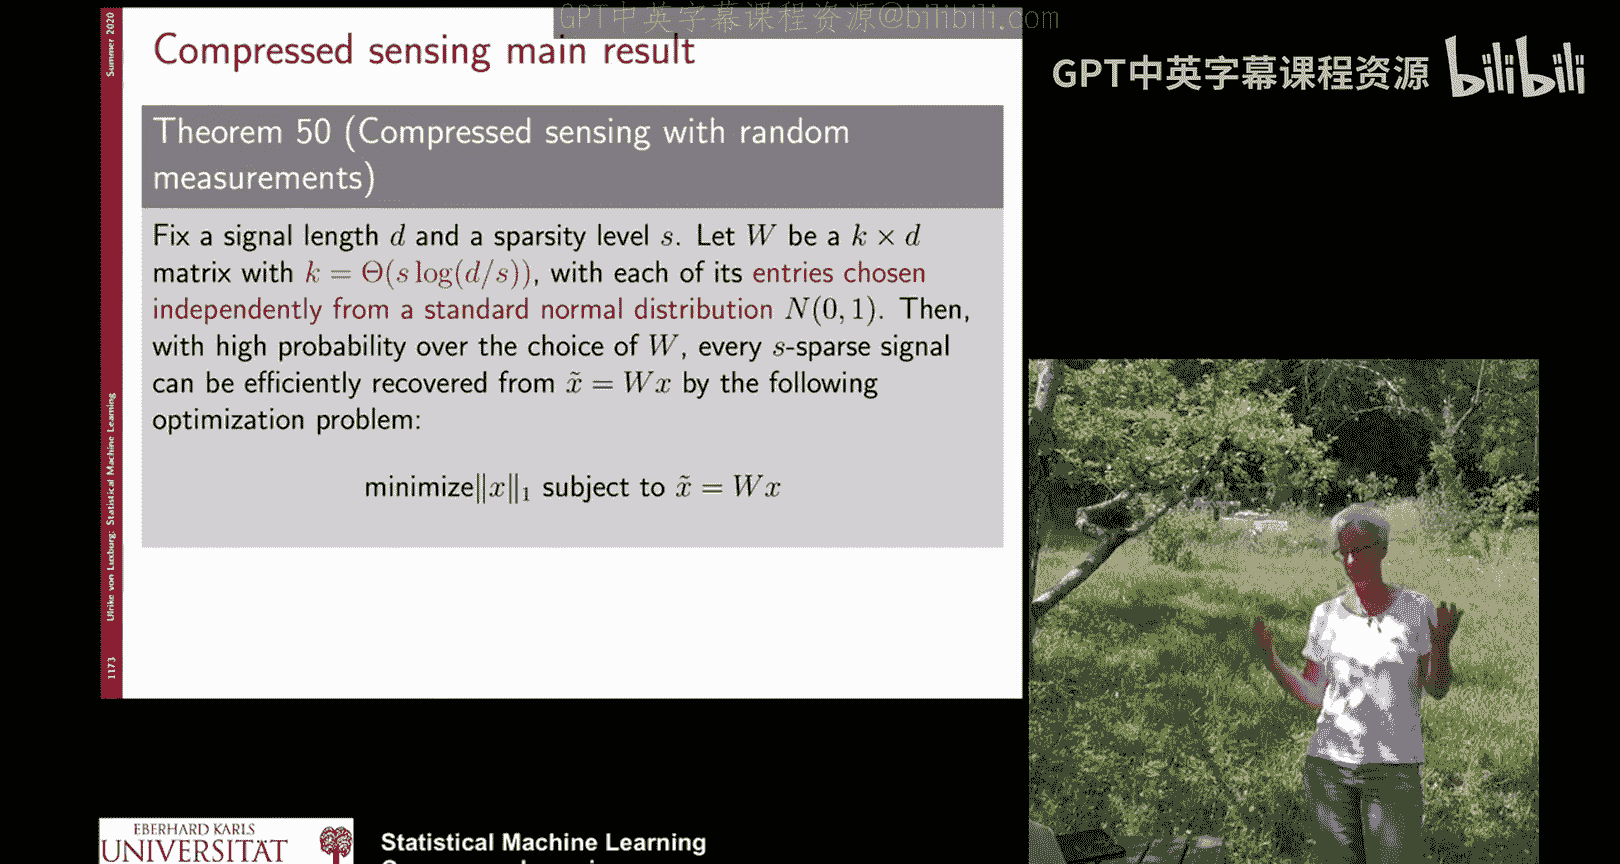 GPT中英字幕课程资源@bilibili.com
GPT中英字幕课程资源 bilibili
Summer 2020
Compressed sensing main result
Theorem 50 (Compressed sensing with random
measurements)
Fix a signal length d and a sparsity level s. Let W be a k × d
matrix with k = Θ(s log(d/s)), with each of its entries chosen
independently from a standard normal distribution N(0, 1). Then,
with high probability over the choice of W, every s-sparse signal
can be efficiently recovered from x̃ = Wx by the following
optimization problem:
minimize‖x‖₁ subject to x̃ = Wx
Ulrike von Luxburg: Statistical Machine Learning
1173
EBERHARD KARLS
UNIVERSITÄT
Statistical Machine Learning